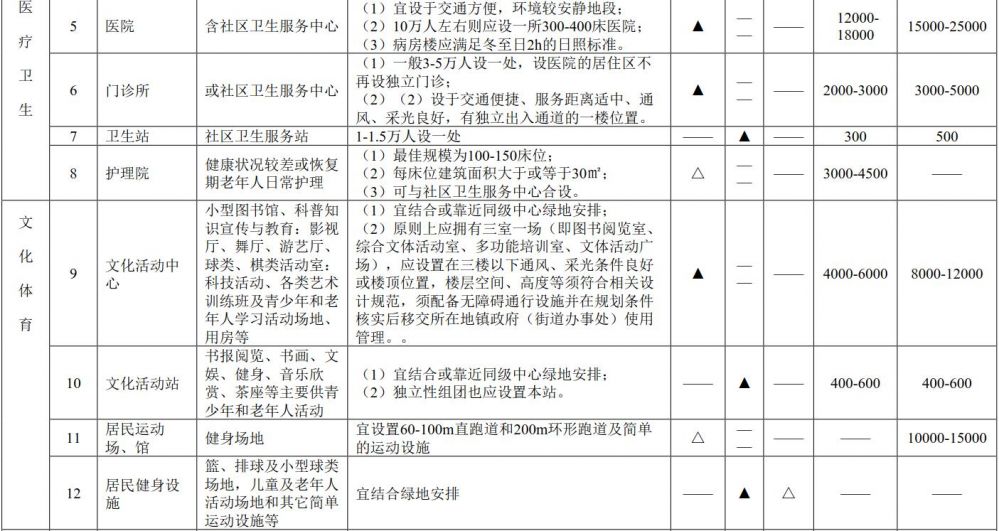 医疗卫生
5 医院 含社区卫生服务中心 （1）宜设于交通方便，环境较安静地段；
（2）10万人左右则应设一所300-400床医院；
（3）病房楼应满足冬至日2h的日照标准。 ▲ —— —— 12000-18000 15000-25000
6 门诊所 或社区卫生服务中心 （1）一般3-5万人设一处，设医院的居住区不
再设独立门诊；
（2）（2）设于交通便捷、服务距离适中、通
风、采光良好，有独立出入通道的一楼位置。 ▲ —— —— 2000-3000 3000-5000
7 卫生站 社区卫生服务站 1-1.5万人设一处 —— ▲ —— 300 500
8 护理院 健康状况较差或恢复
期老年人日常护理 （1）最佳规模为100-150床位；
（2）每床位建筑面积大于或等于30㎡；
（3）可与社区卫生服务中心合设。 △ —— —— 3000-4500 ——
文化体育
9 文化活动中
心
小型图书馆、科普知
识宣传与教育：影视
厅、舞厅、游艺厅、
球类、棋类活动室：
科技活动、各类艺术
训练班及青少年和老
年人学习活动场地、
用房等
（1）宜结合或靠近同级中心绿地安排；
（2）原则上应拥有三室一场（即图书阅览室、
综合文体活动室、多功能培训室、文体活动广
场），应设置在三楼以下通风、采光条件良好
或楼顶位置，楼层空间、高度等须符合相关设
计规范，须配备无障碍通行设施并在规划条件
核实后移交所在地镇政府（街道办事处）使用
管理。。
▲ —— —— 4000-6000 8000-12000
10 文化活动站
书报阅览、书画、文
娱、健身、音乐欣
赏、茶座等主要供青
少年和老年人活动
（1）宜结合或靠近同级中心绿地安排；
（2）独立性组团也应设置本站。
—— ▲ —— 400-600 400-600
11 居民运动
场、馆
健身场地
宜设置60-100m直跑道和200m环形跑道及简单
的运动设施
△ —— —— —— 10000-15000
12 居民健身设
施
篮、排球及小型球类
场地，儿童及老年人
活动场地和其它简单
运动设施等
宜结合绿地安排
—— ▲ △ —— ——